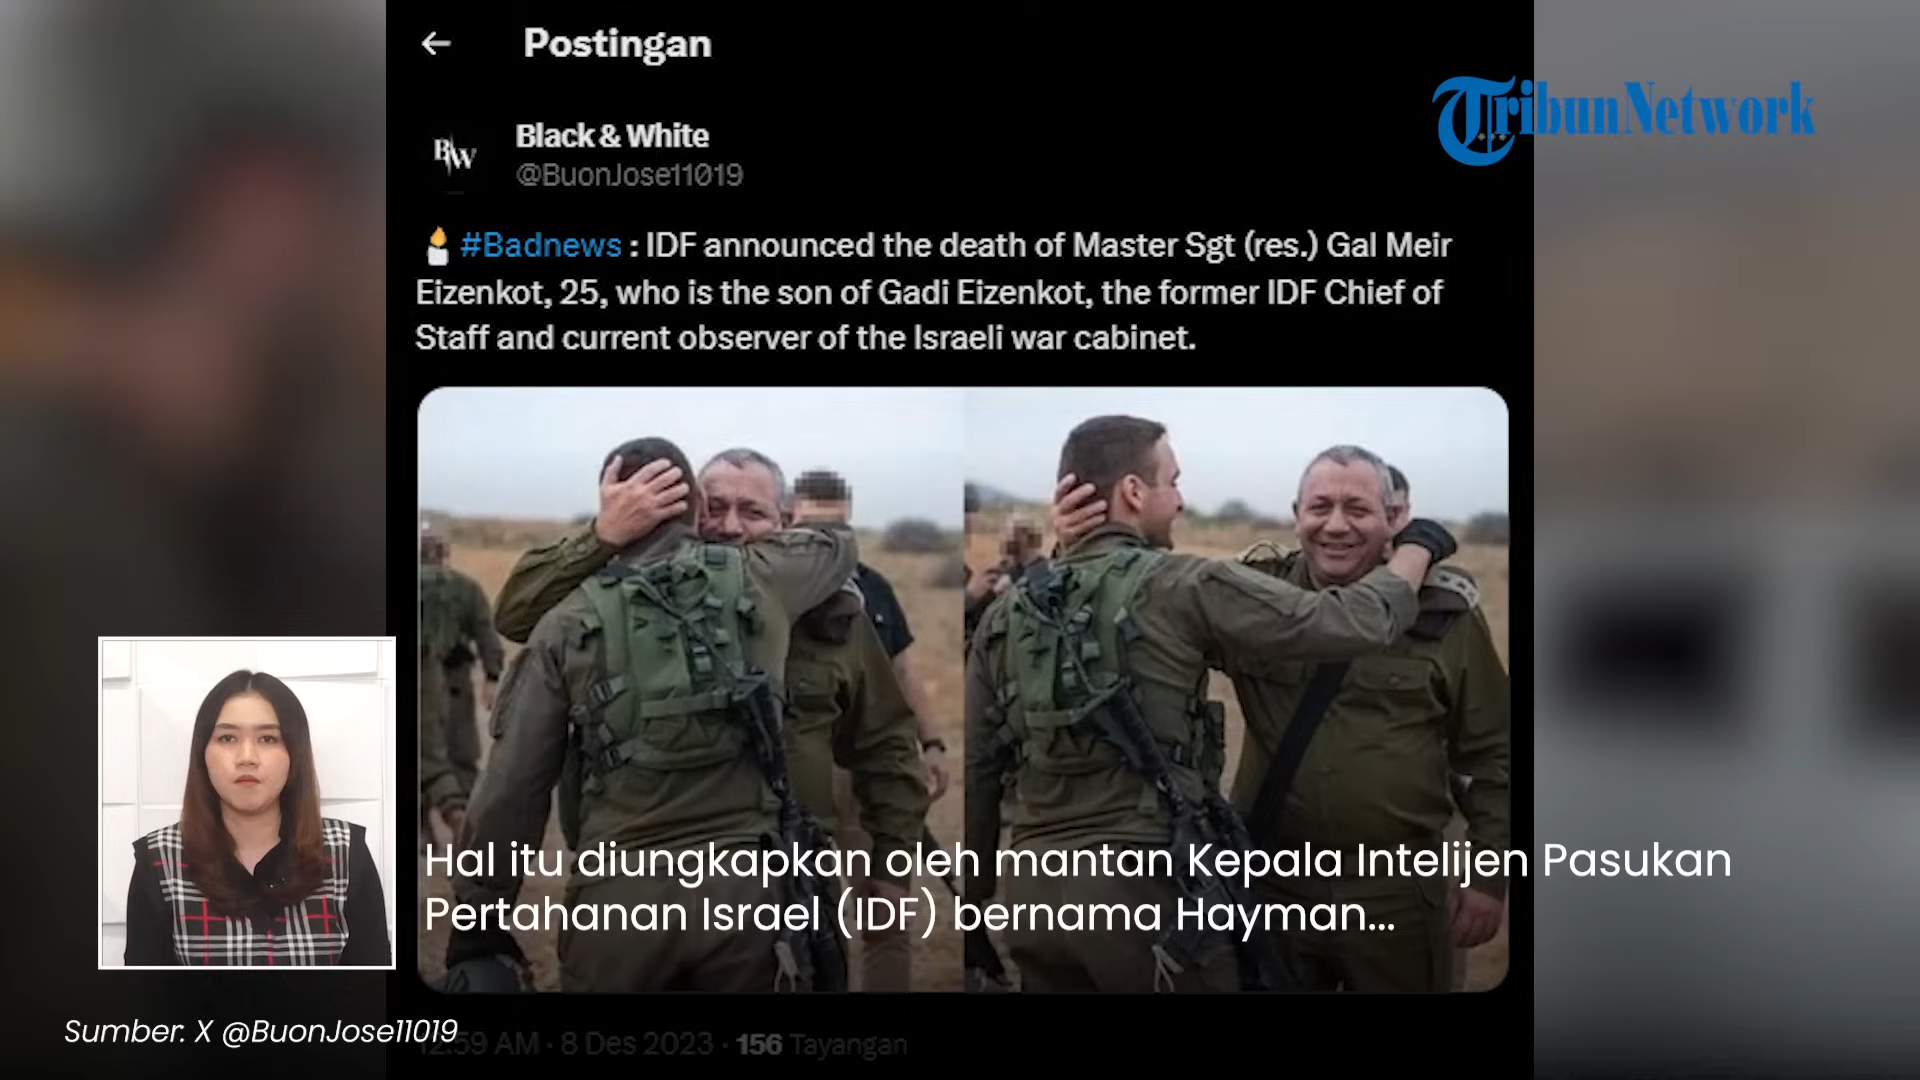 Postingan
TribunNetwork
BW
Black & White
@BuonJose11019
#Badnews : IDF announced the death of Master Sgt (res.) Gal Meir
Eizenkot, 25, who is the son of Gadi Eizenkot, the former IDF Chief of
Staff and current observer of the Israeli war cabinet.
Hal itu diungkapkan oleh mantan Kepala Intelijen Pasukan
Pertahanan Israel (IDF) bernama Hayman...
Sumber: X @BuonJose11019
12:59 AM · 8 Des 2023 · 156 Tayangan